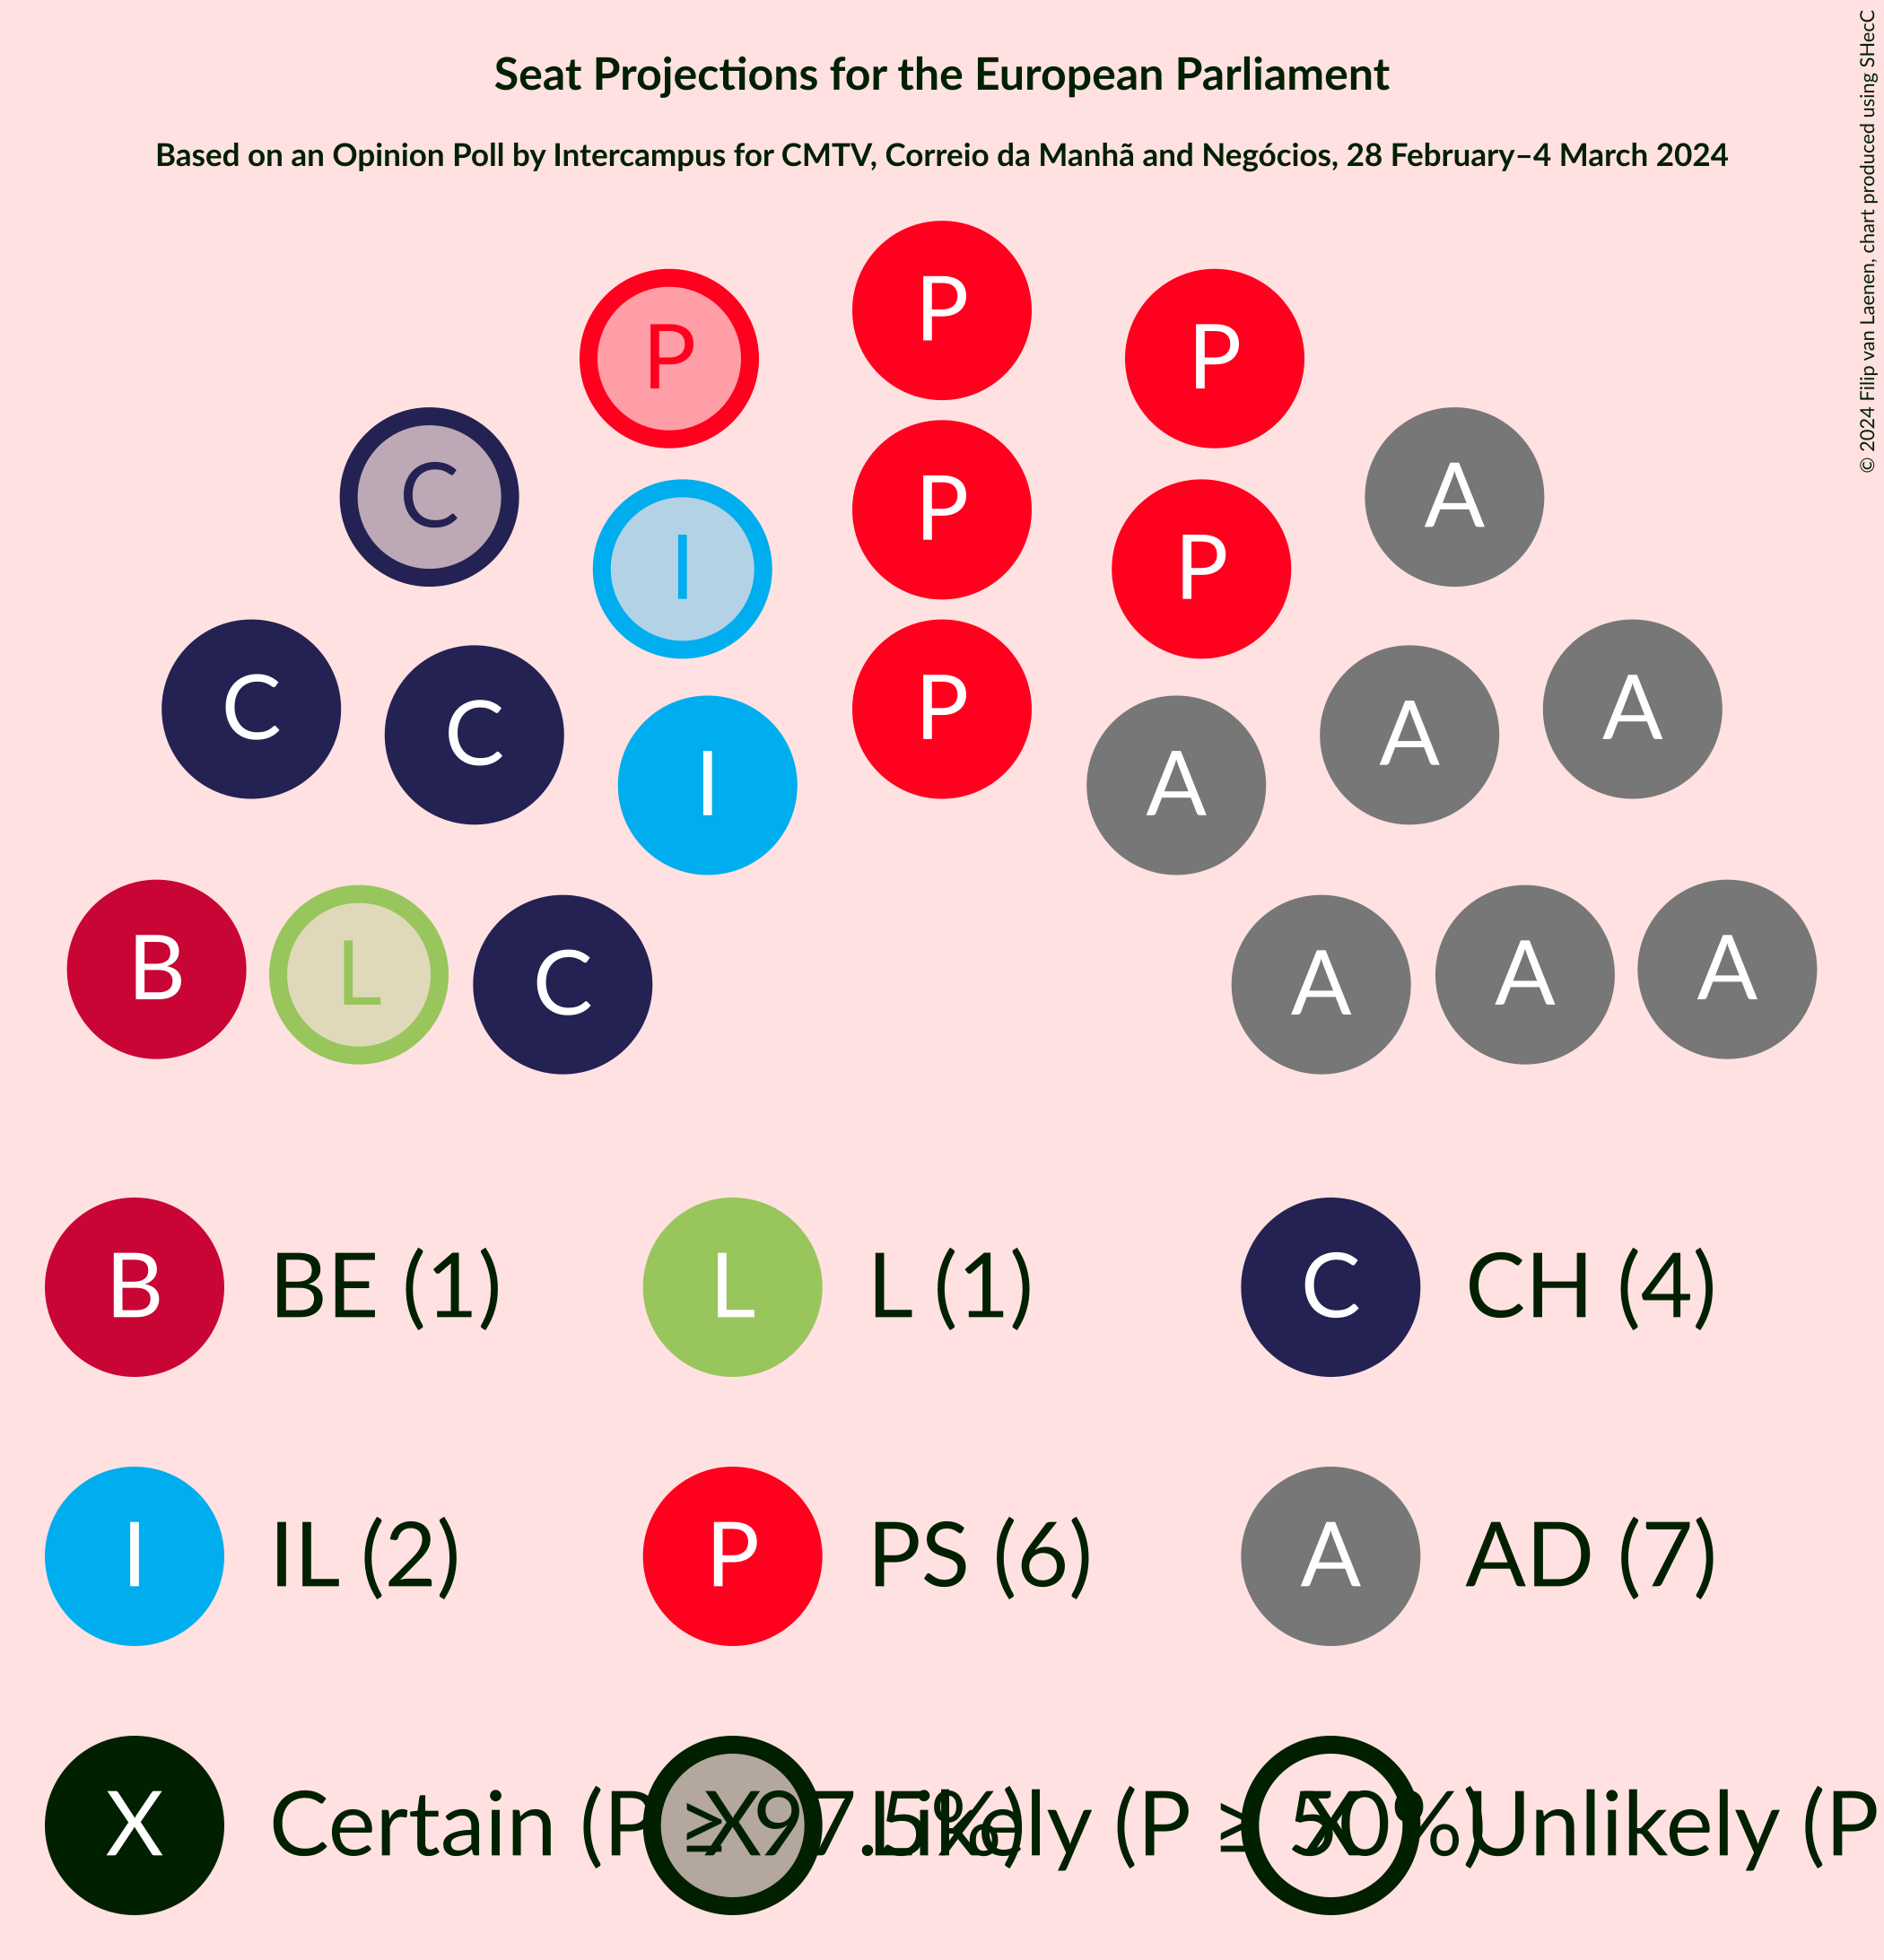 Seat Projections for the European Parliament
Based on an Opinion Poll by Intercampus for CMTV, Correio da Manhã and Negócios, 28 February–4 March 2024
© 2024 Filip van Laenen, chart produced using SHecC
P
P P
C P A
I P
C P A
C A
I A
B L C A A A
B BE (1) L L (1) C CH (4)
I IL (2) P PS (6) A AD (7)
X Certain (P ≥ 97.5%) X Likely (P ≥ 50%) X Unlikely (P